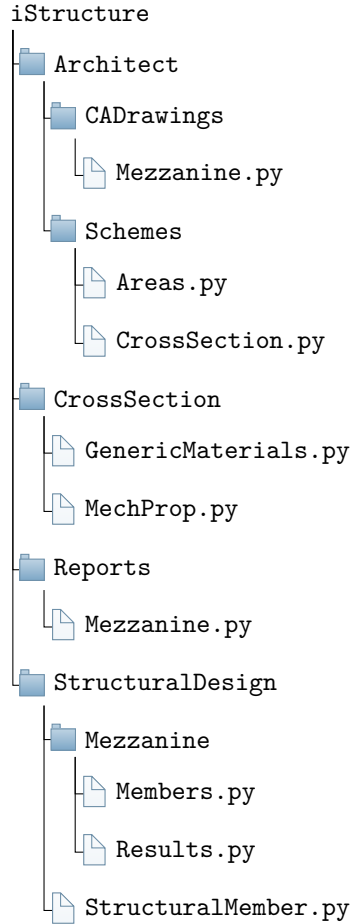 iStructure
Architect
CADrawings
Mezzanine.py
Schemes
Areas.py
CrossSection.py
CrossSection
GenericMaterials.py
MechProp.py
Reports
Mezzanine.py
StructuralDesign
Mezzanine
Members.py
Results.py
StructuralMember.py